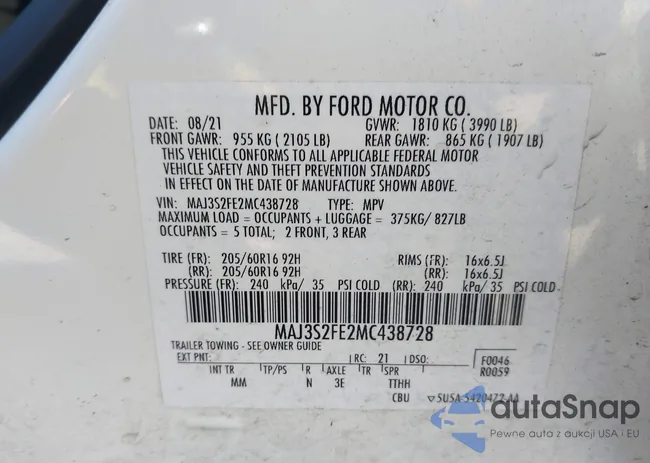 MFD. BY FORD MOTOR CO.
DATE: 08/21 GVWR: 1810 KG ( 3990 LB)
FRONT GAWR: 955 KG ( 2105 LB) REAR GAWR: 865 KG ( 1907 LB)
THIS VEHICLE CONFORMS TO ALL APPLICABLE FEDERAL MOTOR
VEHICLE SAFETY AND THEFT PREVENTION STANDARDS
IN EFFECT ON THE DATE OF MANUFACTURE SHOWN ABOVE.
VIN: MAJ3S2FE2MC438728 TYPE: MPV
MAXIMUM LOAD = OCCUPANTS + LUGGAGE = 375KG/ 827LB
OCCUPANTS = 5 TOTAL; 2 FRONT, 3 REAR
TIRE (FR): 205/60R16 92H RIMS (FR): 16x6.5J
(RR): 205/60R16 92H (RR): 16x6.5J
PRESSURE (FR): 240 kPa/ 35 PSI COLD (RR): 240 kPa/ 35 PSI COLD
MAJ3S2FE2MC438728
TRAILER TOWING - SEE OWNER GUIDE
EXT PNT: RC: 21 DSO: F0046
INT TR TP/PS R AXLE TR SPR R0059
MM N 3E TTHH
CBU 5U5A-5420472-AA
autaSnap
Pewne auta z aukcji USA i EU